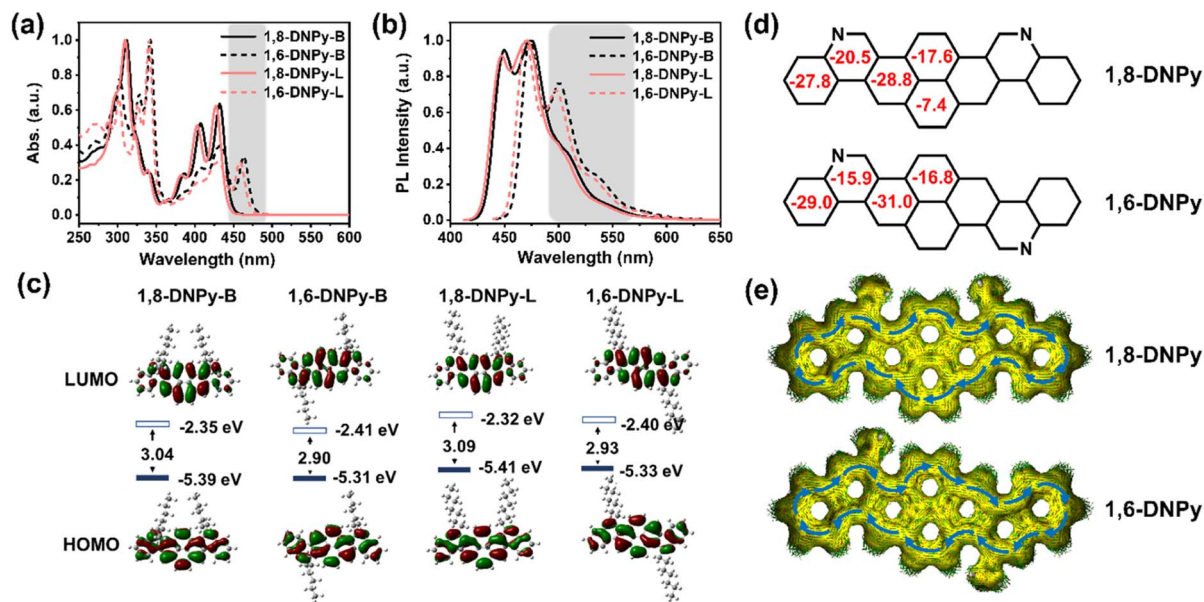 (a)
1,8-DNPy-B
1,6-DNPy-B
1,8-DNPy-L
1,6-DNPy-L
Abs. (a.u.)
1.0
0.8
0.6
0.4
0.2
0.0
250 300 350 400 450 500 550 600
Wavelength (nm)
(b)
1,8-DNPy-B
1,6-DNPy-B
1,8-DNPy-L
1,6-DNPy-L
PL Intensity (a.u.)
1.0
0.8
0.6
0.4
0.2
0.0
400 450 500 550 600 650
Wavelength (nm)
(c)
1,8-DNPy-B 1,6-DNPy-B 1,8-DNPy-L 1,6-DNPy-L
LUMO
-2.35 eV -2.41 eV -2.32 eV -2.40 eV
3.04 2.90 3.09 2.93
-5.39 eV -5.31 eV -5.41 eV -5.33 eV
HOMO
(d)
N N
-20.5 -17.6
-27.8 -28.8
-7.4
1,8-DNPy
N
-15.9 -16.8
-29.0 -31.0
N
1,6-DNPy
(e)
1,8-DNPy
1,6-DNPy